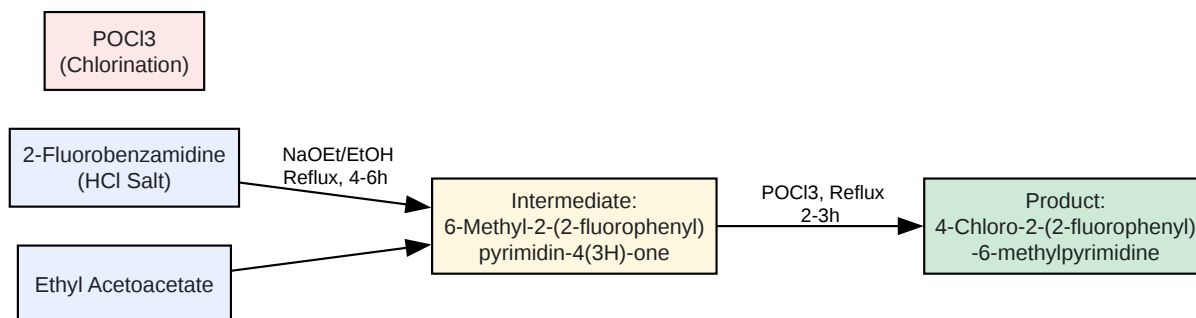 POCl3
(Chlorination)
2-Fluorobenzamidine
(HCl Salt)
NaOEt/EtOH
Reflux, 4-6h
Ethyl Acetoacetate
Intermediate:
6-Methyl-2-(2-fluorophenyl)
pyrimidin-4(3H)-one
POCl3, Reflux
2-3h
Product:
4-Chloro-2-(2-fluorophenyl)
-6-methylpyrimidine